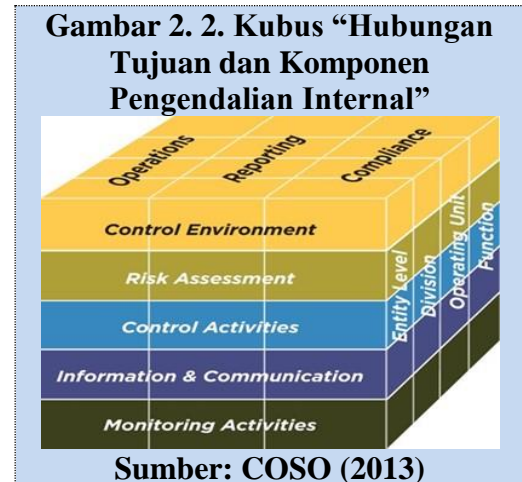 Gambar 2. 2. Kubus “Hubungan
Tujuan dan Komponen
Pengendalian Internal”
Operations
Reporting
Compliance
Control Environment
Risk Assessment
Control Activities
Information & Communication
Monitoring Activities
Entity Level
Division
Operating Unit
Function
Sumber: COSO (2013)